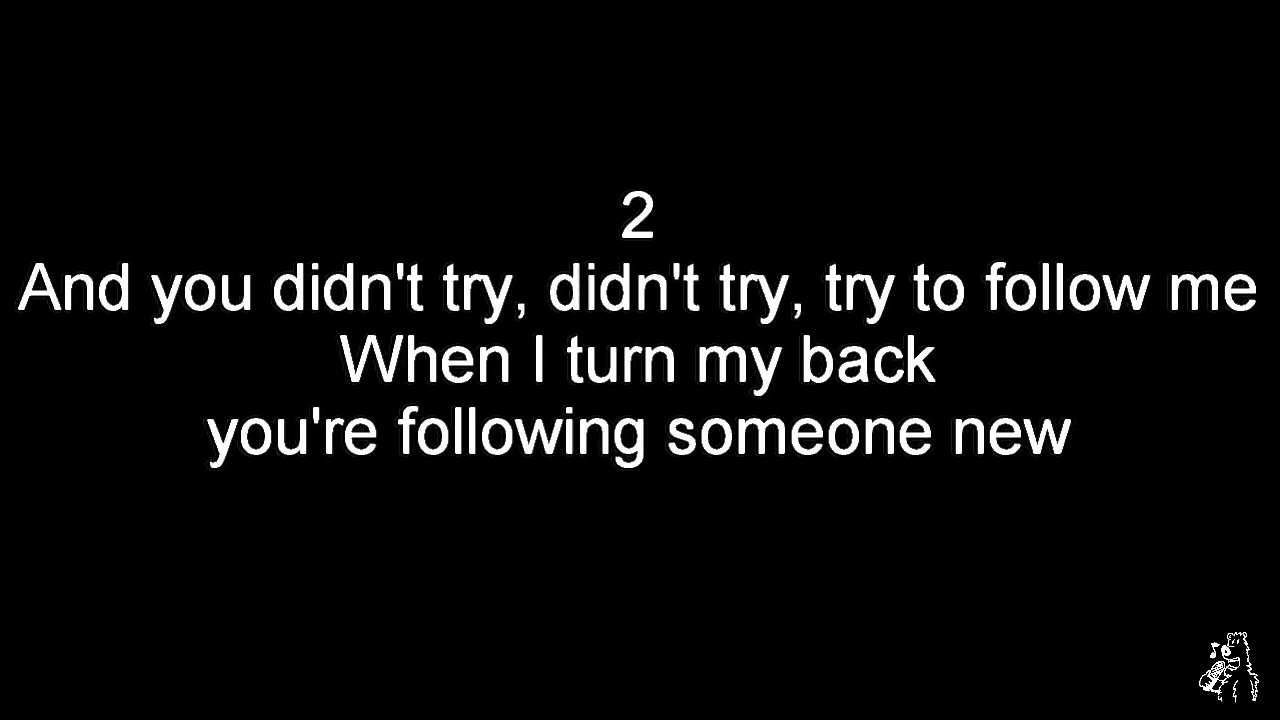 2
And you didn't try, didn't try, try to follow me
When I turn my back
you're following someone new